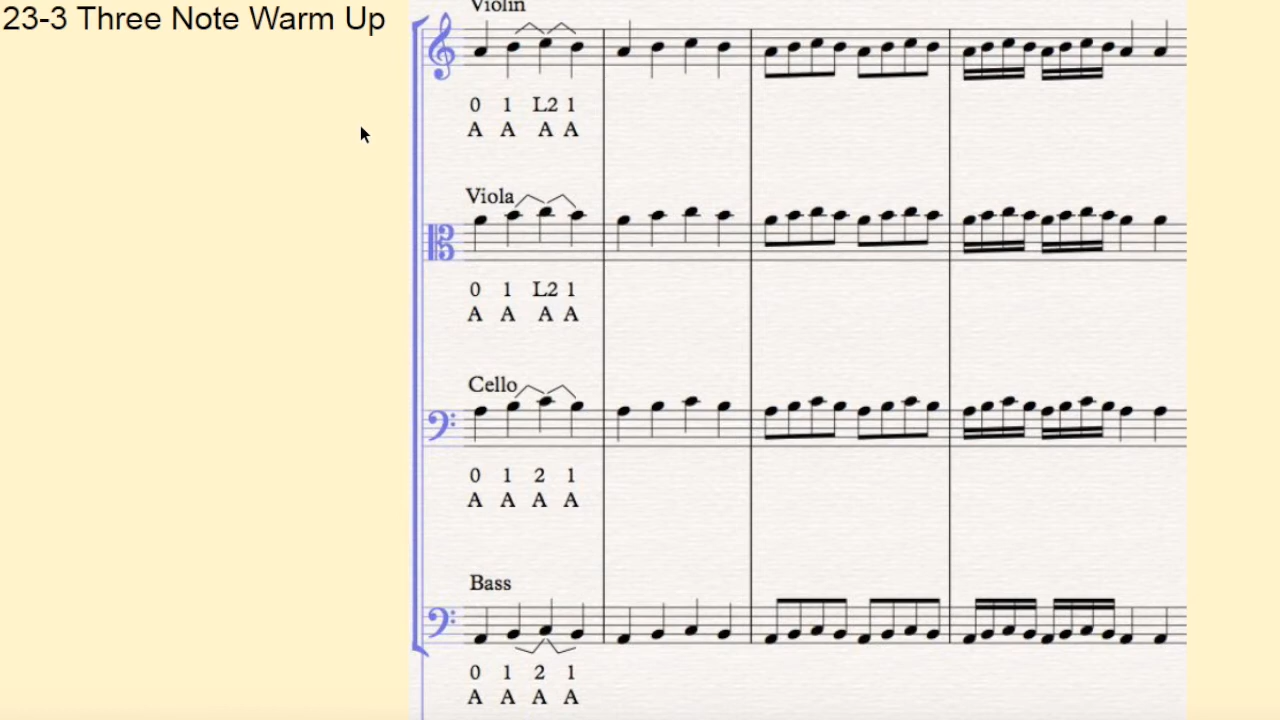 23-3 Three Note Warm Up
Violin
0 1 L2 1
A A A A
Viola
0 1 L2 1
A A A A
Cello
0 1 2 1
A A A A
Bass
0 1 2 1
A A A A